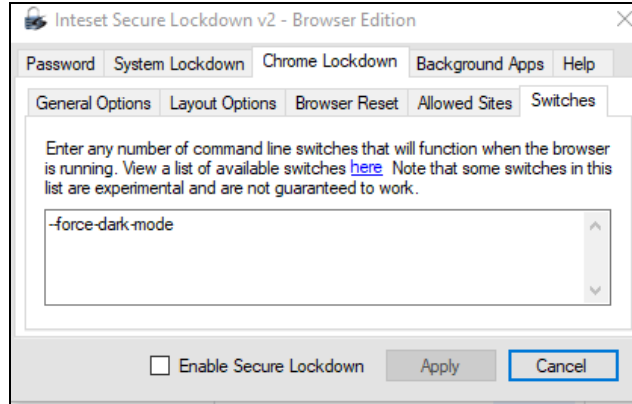 Inteset Secure Lockdown v2 - Browser Edition
Password System Lockdown Chrome Lockdown Background Apps Help
General Options Layout Options Browser Reset Allowed Sites Switches
Enter any number of command line switches that will function when the browser
is running. View a list of available switches here Note that some switches in this
list are experimental and are not guaranteed to work.
--force-dark-mode
Enable Secure Lockdown Apply Cancel